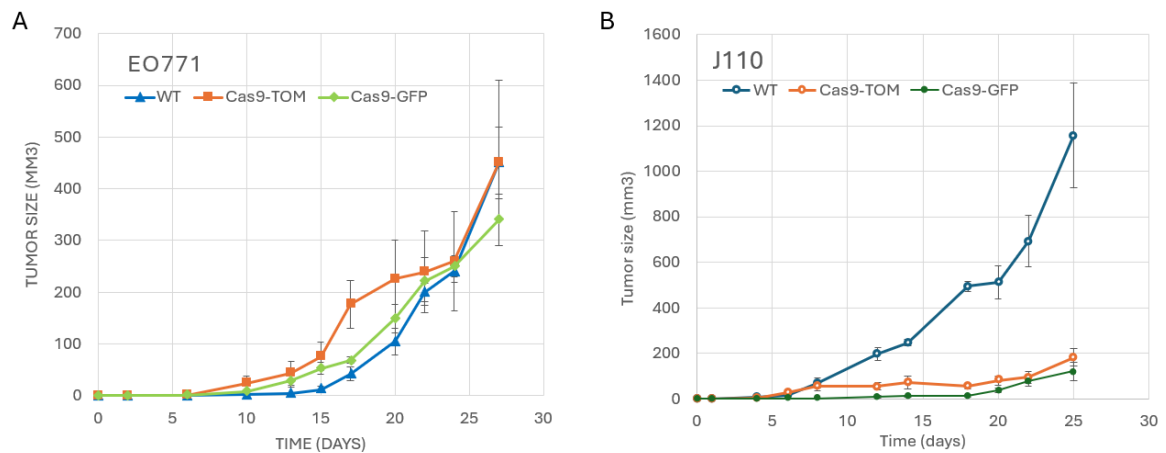 A
EO771
WT Cas9-TOM Cas9-GFP
TUMOR SIZE (MM3)
700
600
500
400
300
200
100
0
0 5 10 15 20 25 30
TIME (DAYS)
B
J110
WT Cas9-TOM Cas9-GFP
Tumor size (mm3)
1600
1400
1200
1000
800
600
400
200
0
0 5 10 15 20 25 30
Time (days)